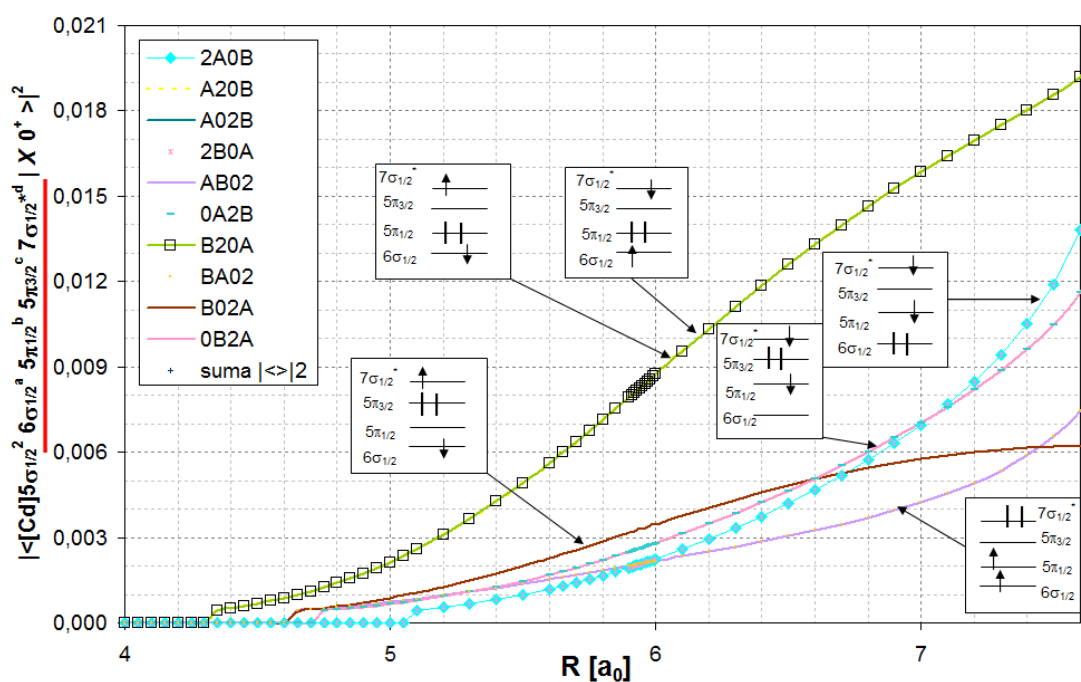 |<[Cd]5σ1/2² 6σ1/2ᵃ 5π1/2ᵇ 5π3/2ᶜ 7σ1/2*ᵈ | X 0⁺ >|²
0,021
0,018
0,015
0,012
0,009
0,006
0,003
0,000
2A0B
A20B
A02B
2B0A
AB02
0A2B
B20A
BA02
B02A
0B2A
suma |<>|2
7σ1/2*
5π3/2
5π1/2
6σ1/2
7σ1/2*
5π3/2
5π1/2
6σ1/2
7σ1/2*
5π3/2
5π1/2
6σ1/2
7σ1/2*
5π3/2
5π1/2
6σ1/2
7σ1/2*
5π3/2
5π1/2
6σ1/2
7σ1/2*
5π3/2
5π1/2
6σ1/2
4 5 6 7
R [a₀]